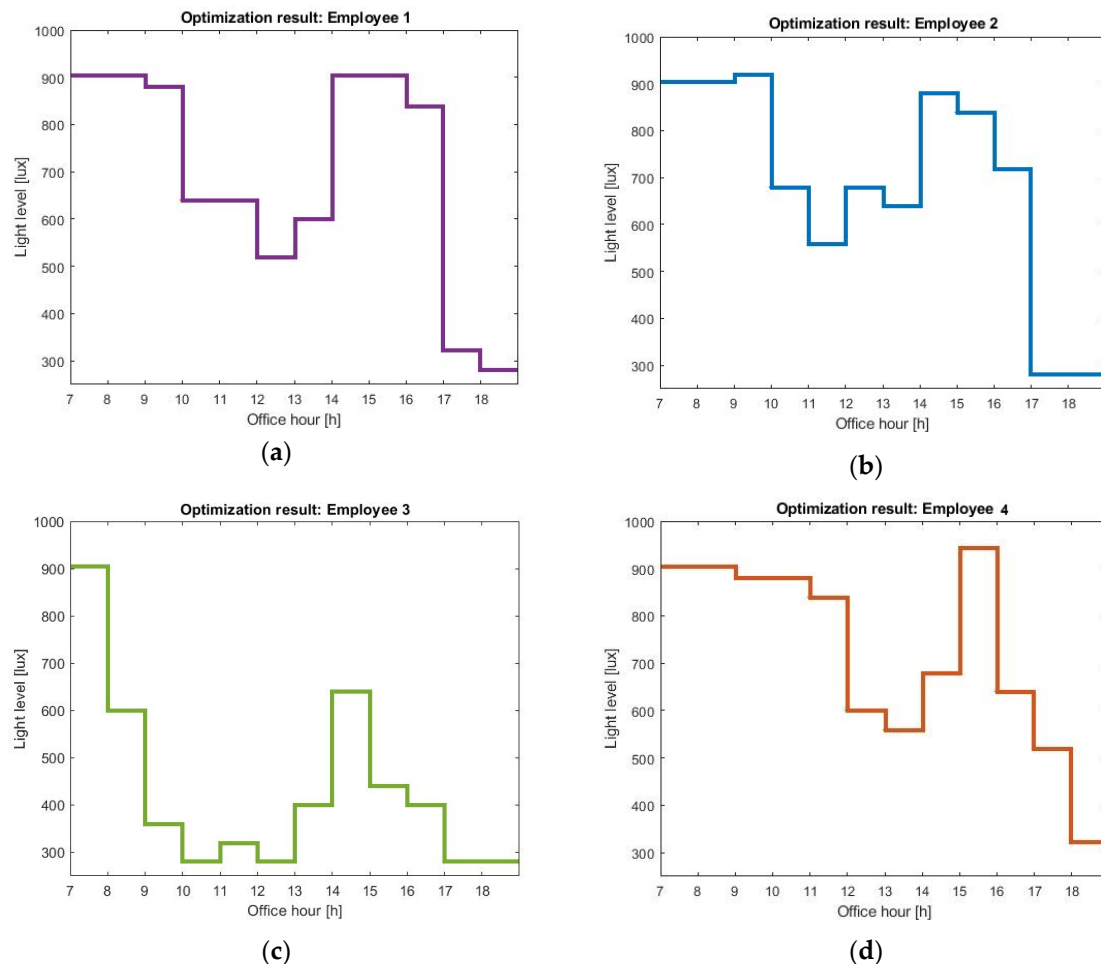 Optimization result: Employee 1
1000
900
800
700
600
500
400
300
Light level [lux]
7 8 9 10 11 12 13 14 15 16 17 18
Office hour [h]
(a)
Optimization result: Employee 2
1000
900
800
700
600
500
400
300
Light level [lux]
7 8 9 10 11 12 13 14 15 16 17 18
Office hour [h]
(b)
Optimization result: Employee 3
1000
900
800
700
600
500
400
300
Light level [lux]
7 8 9 10 11 12 13 14 15 16 17 18
Office hour [h]
(c)
Optimization result: Employee 4
1000
900
800
700
600
500
400
300
Light level [lux]
7 8 9 10 11 12 13 14 15 16 17 18
Office hour [h]
(d)